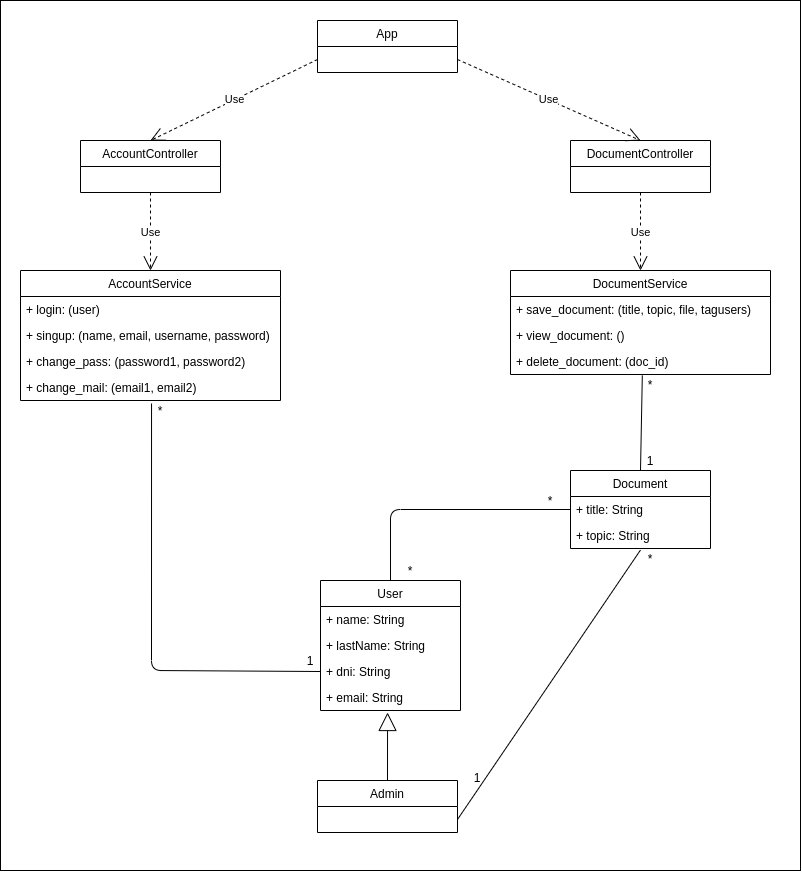 App
Use
Use
AccountController
DocumentController
Use
Use
AccountService
+ login: (user)
+ singup: (name, email, username, password)
+ change_pass: (password1, password2)
+ change_mail: (email1, email2)
*
DocumentService
+ save_document: (title, topic, file, tagusers)
+ view_document: ()
+ delete_document: (doc_id)
*
1
Document
+ title: String
+ topic: String
*
*
*
User
+ name: String
+ lastName: String
+ dni: String
+ email: String
1
1
Admin